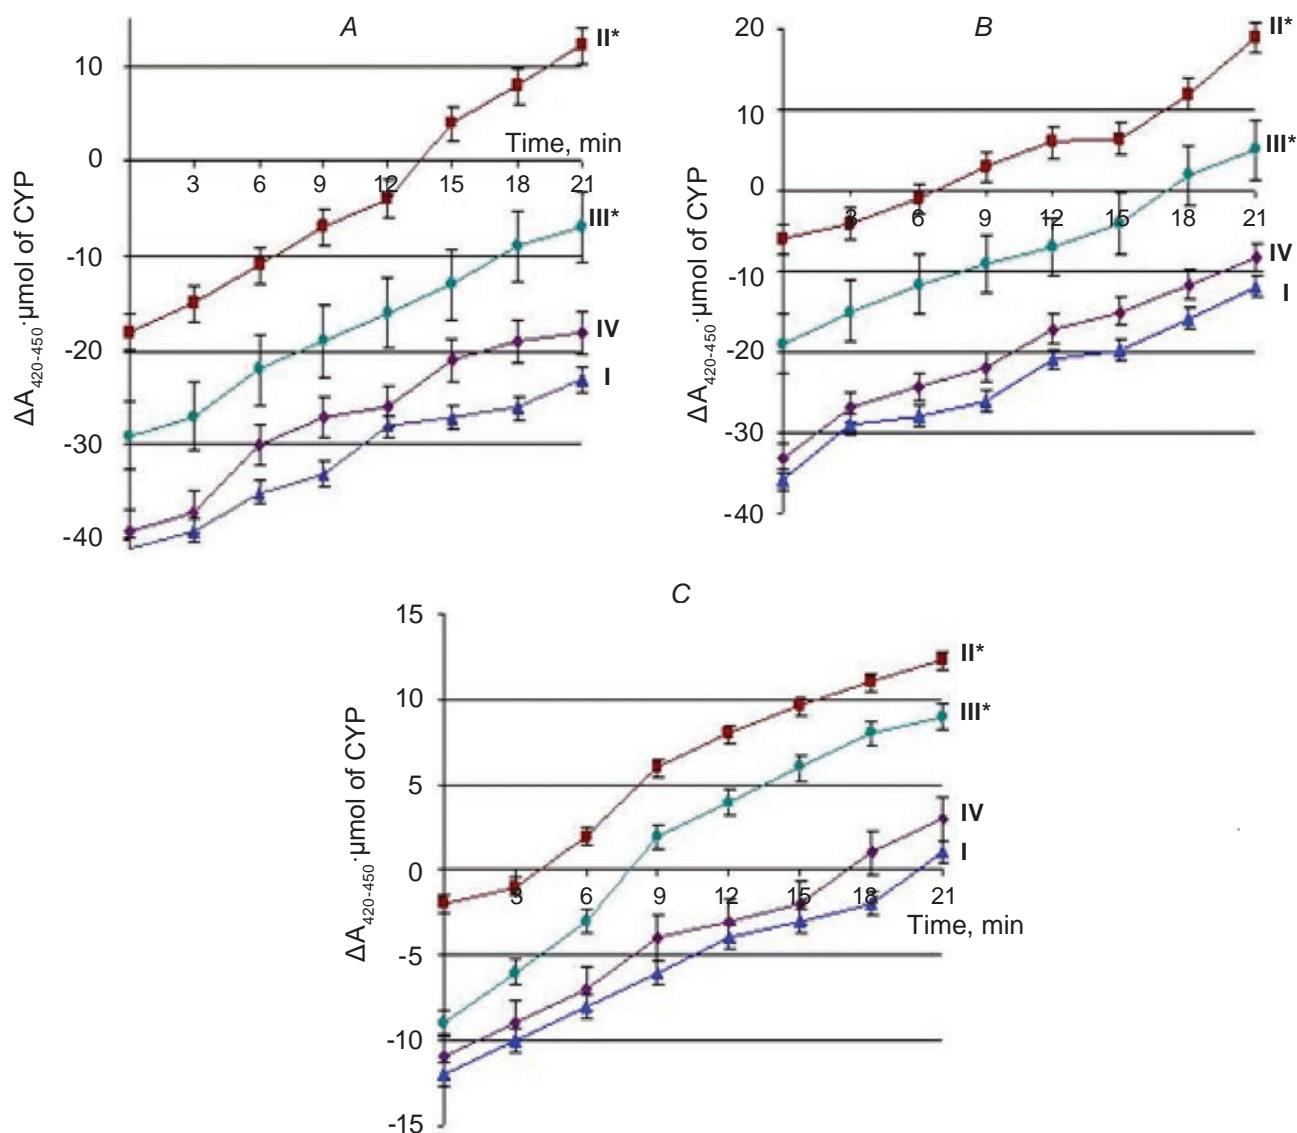 A
II*
10
ΔA420-450·μmol of CYP
0
Time, min
3 6 9 12 15 18 21
III*
-10
-20
IV
I
-30
-40
B
II*
20
10
III*
ΔA420-450·μmol of CYP
0
3 6 9 12 15 18 21
IV
-10
I
-20
-30
-40
C
15
II*
10
III*
ΔA420-450·μmol of CYP
5
IV
I
0
3 6 9 12 15 18 21
Time, min
-5
-10
-15